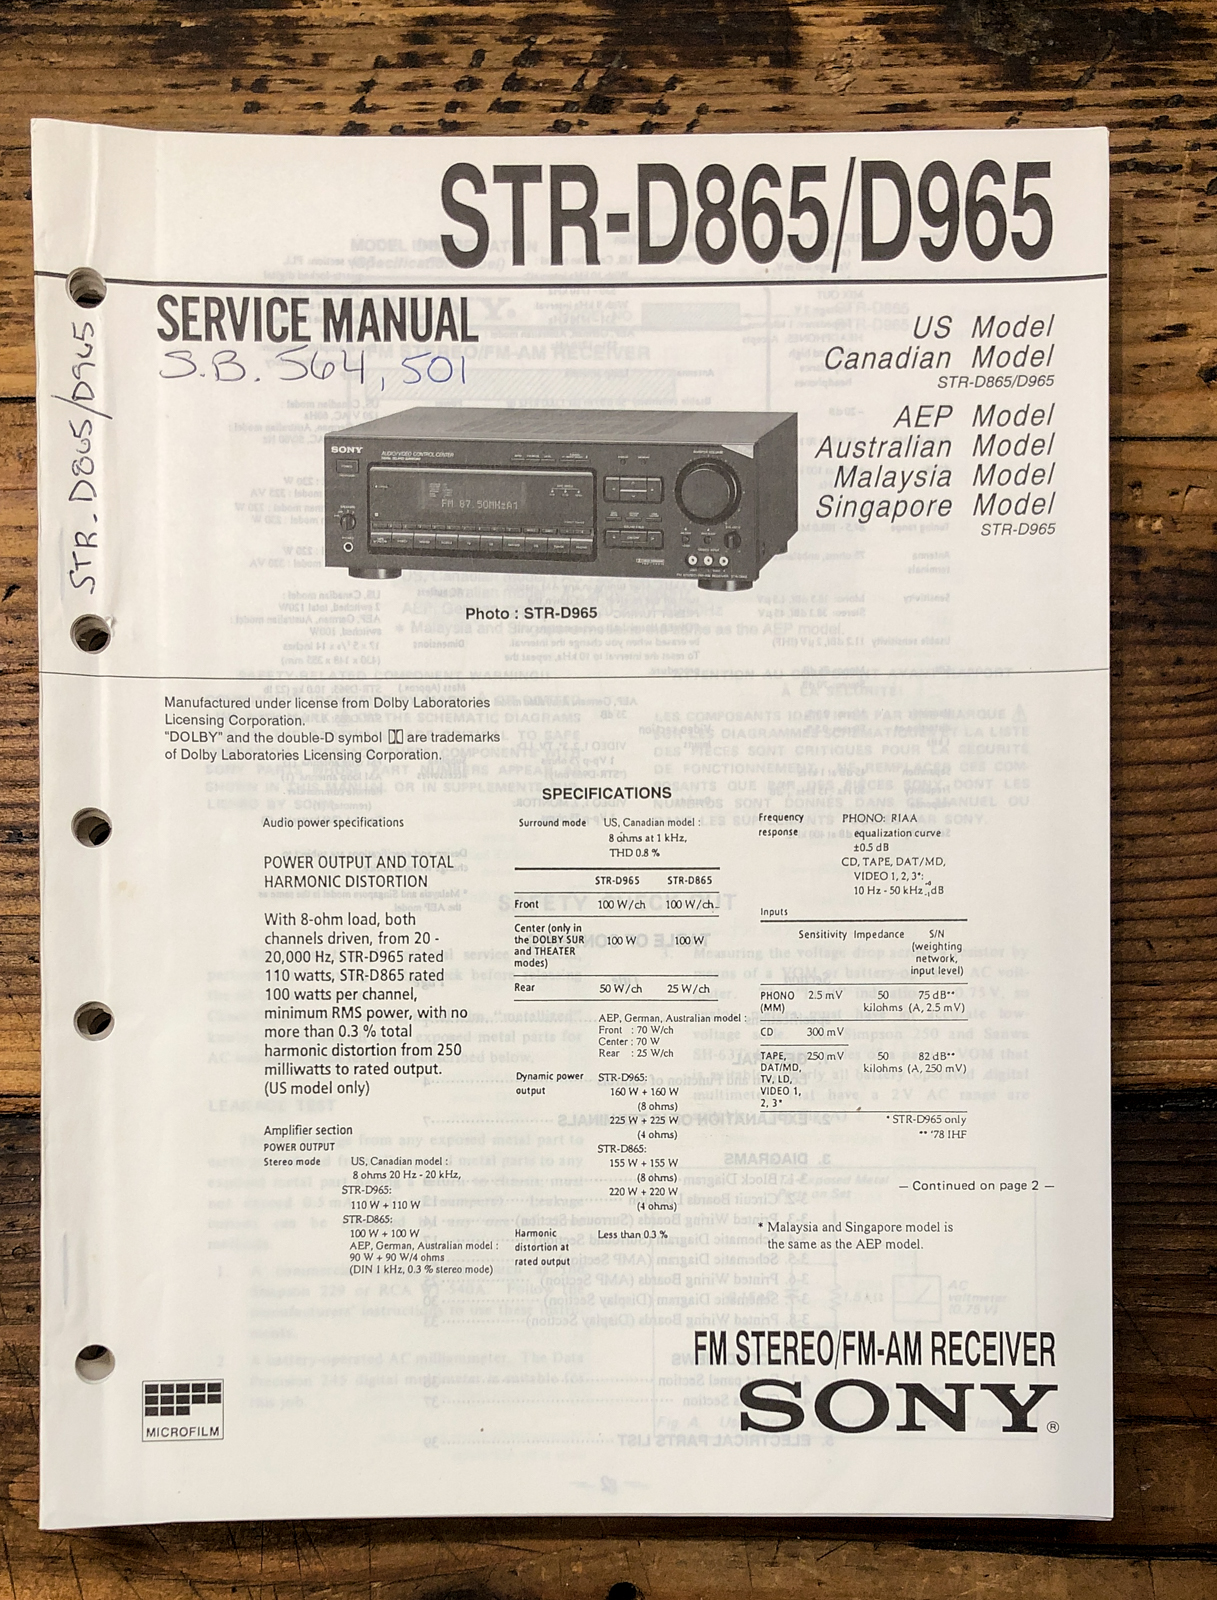 STR-D865/D965
SERVICE MANUAL
S.B. 564, 501
STR-D865/D965
US Model
Canadian Model
STR-D865/D965
AEP Model
Australian Model
Malaysia Model
Singapore Model
STR-D965
SONY
AUDIO/VIDEO CONTROL CENTER
FM 87.50MHz
Photo : STR-D965
Manufactured under license from Dolby Laboratories
Licensing Corporation.
"DOLBY" and the double-D symbol are trademarks
of Dolby Laboratories Licensing Corporation.
SPECIFICATIONS
Audio power specifications
POWER OUTPUT AND TOTAL
HARMONIC DISTORTION
With 8-ohm load, both
channels driven, from 20 -
20,000 Hz, STR-D965 rated
110 watts, STR-D865 rated
100 watts per channel,
minimum RMS power, with no
more than 0.3 % total
harmonic distortion from 250
milliwatts to rated output.
(US model only)
Amplifier section
POWER OUTPUT
Stereo mode US, Canadian model :
8 ohms 20 Hz - 20 kHz,
STR-D965:
110 W + 110 W
STR-D865:
100 W + 100 W
AEP, German, Australian model :
90 W + 90 W/4 ohms
(DIN 1 kHz, 0.3 % stereo mode)
Surround mode US, Canadian model :
8 ohms at 1 kHz,
THD 0.8 %
STR-D965 STR-D865
Front 100 W/ch 100 W/ch
Center (only in
the DOLBY SUR 100 W 100 W
and THEATER
modes)
Rear 50 W/ch 25 W/ch
AEP, German, Australian model :
Front : 70 W/ch
Center : 70 W
Rear : 25 W/ch
Dynamic power STR-D965:
output 160 W + 160 W
(8 ohms)
225 W + 225 W
(4 ohms)
STR-D865:
155 W + 155 W
(8 ohms)
220 W + 220 W
(4 ohms)
Harmonic Less than 0.3 %
distortion at
rated output
Frequency PHONO: RIAA
response equalization curve
±0.5 dB
CD, TAPE, DAT/MD,
VIDEO 1, 2, 3*:
10 Hz - 50 kHz dB
Inputs
Sensitivity Impedance S/N
(weighting
network,
input level)
PHONO 2.5 mV 50 75 dB**
(MM) kilohms (A, 2.5 mV)
CD 300 mV
TAPE, 250 mV 50 82 dB**
DAT/MD, kilohms (A, 250 mV)
TV, LD,
VIDEO 1,
2, 3*
* STR-D965 only
** '78 IHF
— Continued on page 2 —
* Malaysia and Singapore model is
the same as the AEP model.
FM STEREO/FM-AM RECEIVER
SONY®
MICROFILM